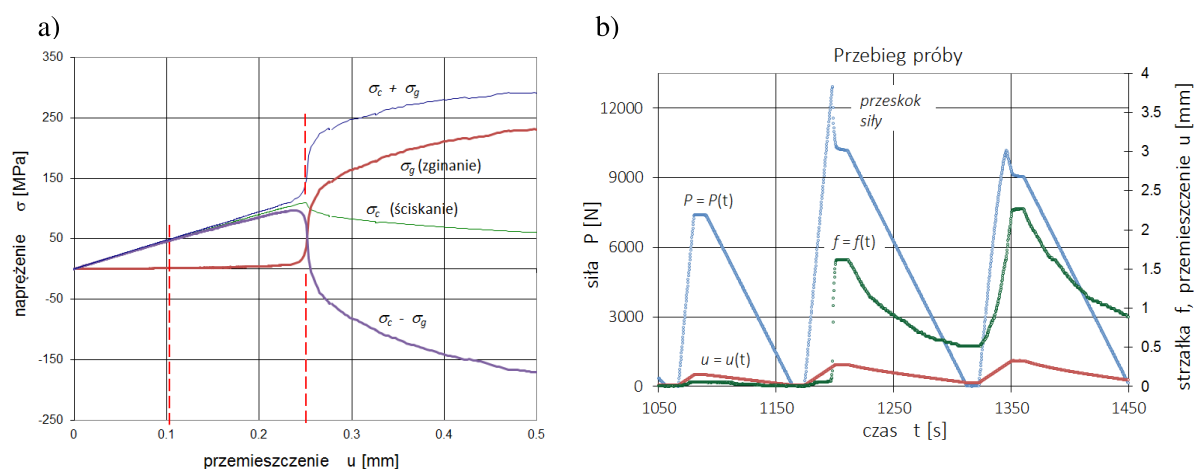 a)
350
250
150
50
-50
-150
-250
naprężenie σ [MPa]
σc + σg
σg (zginanie)
σc (ściskanie)
σc - σg
0
0.1
0.2
0.3
0.4
0.5
przemieszczenie u [mm]
b)
Przebieg próby
12000
9000
6000
3000
0
siła P [N]
przeskok
siły
P = P(t)
f = f(t)
u = u(t)
4
3.5
3
2.5
2
1.5
1
0.5
0
strzałka f, przemieszczenie u [mm]
1050
1150
1250
1350
1450
czas t [s]